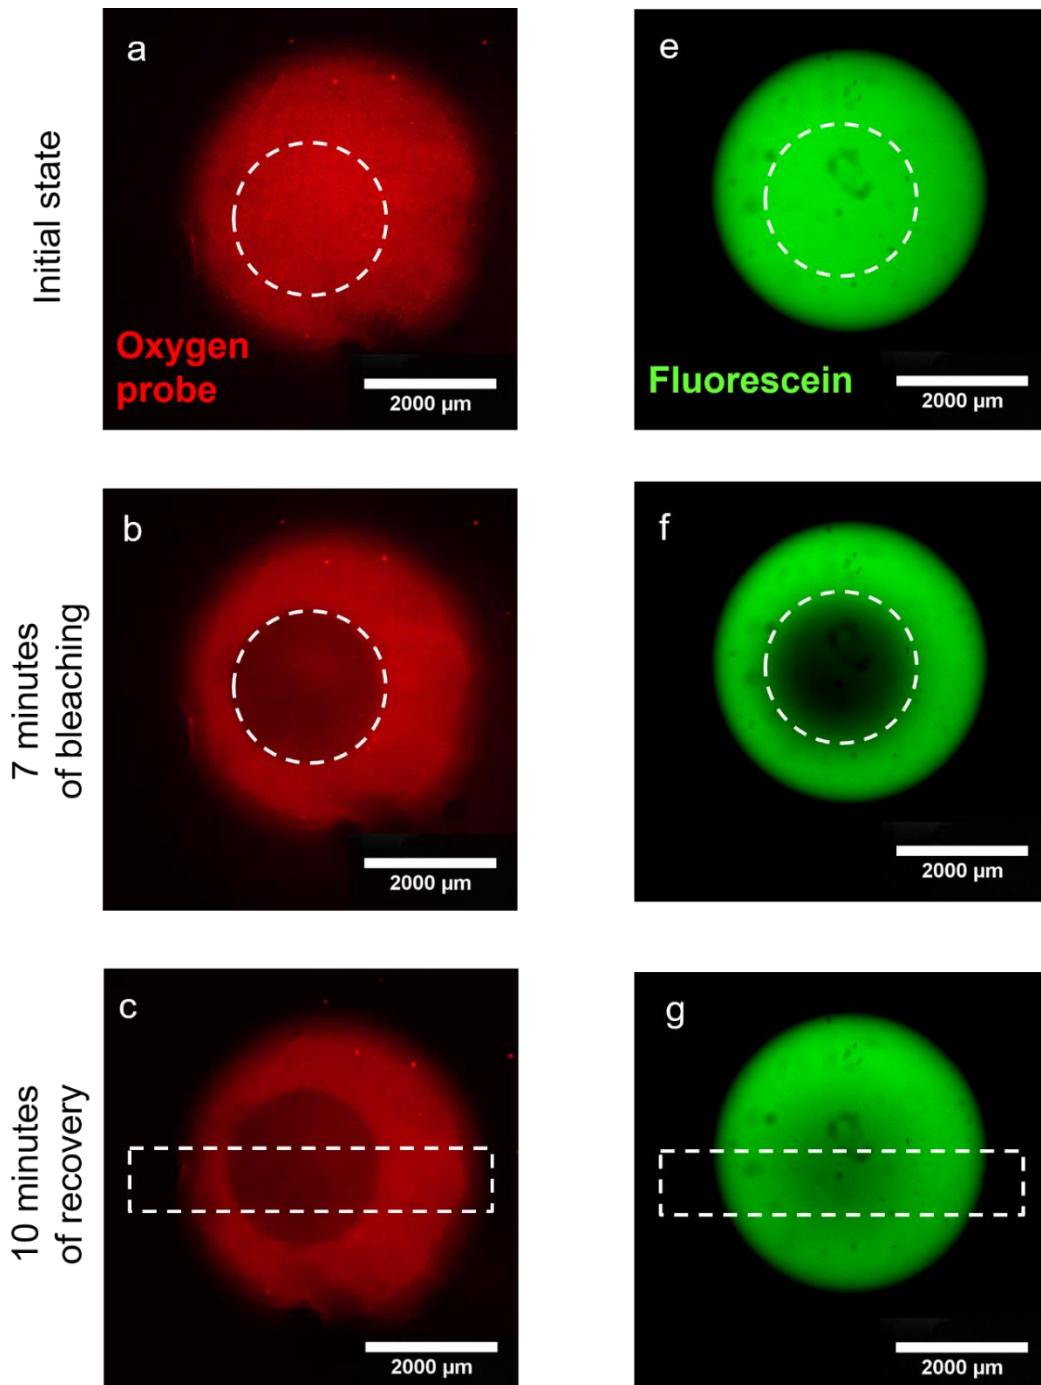 Initial state
a
Oxygen
probe
2000 µm
e
Fluorescein
2000 µm
7 minutes
of bleaching
b
2000 µm
f
2000 µm
10 minutes
of recovery
c
2000 µm
g
2000 µm